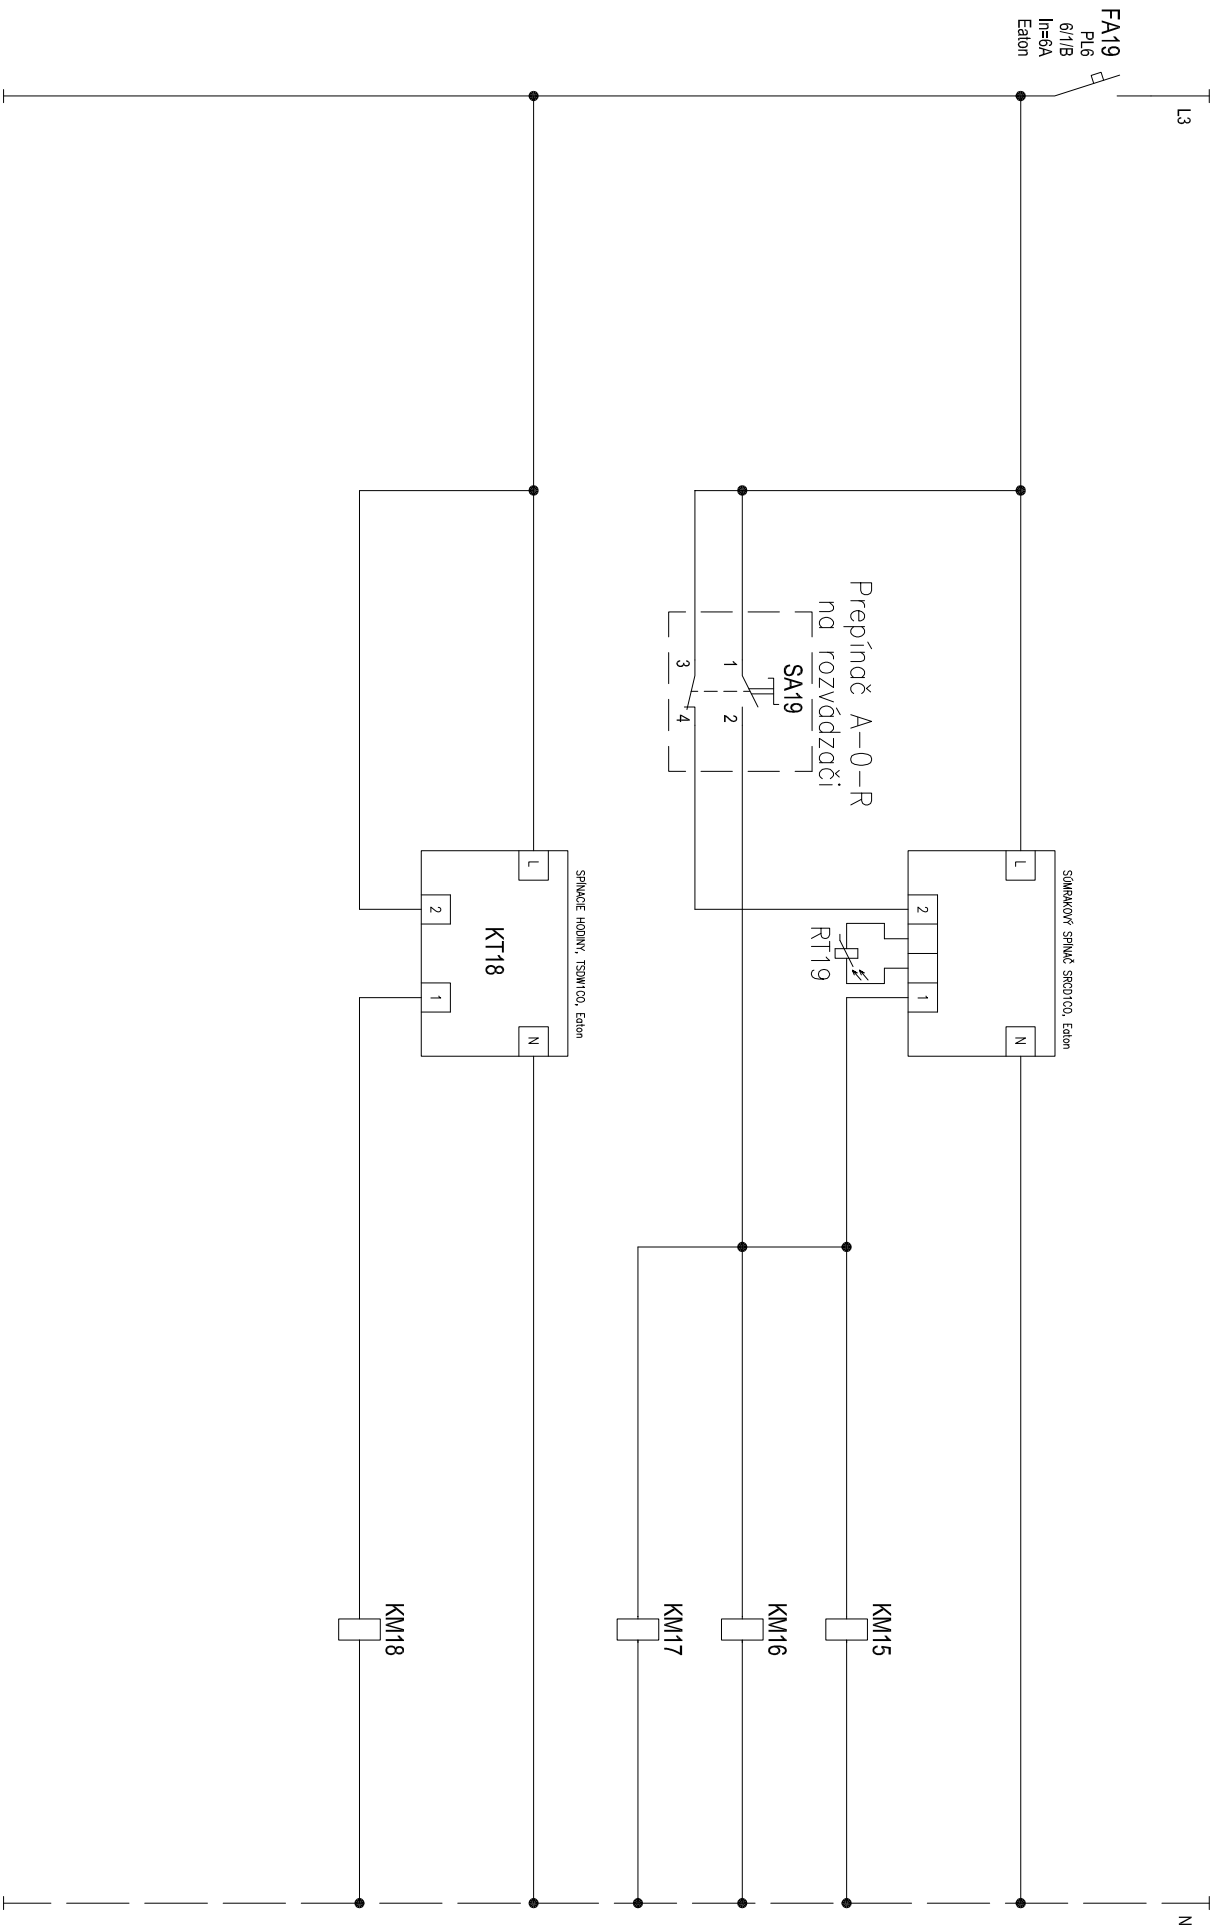 L3
FA19
PL6
6/1/B
In=6A
Eaton
SÚMRAKOVÝ SPÍNAČ SRCD1CO, Eaton
L
N
2
1
RT19
Prepínač A-0-R
na rozvádzači
SA19
1
2
3
4
KM15
KM16
KM17
SPÍNACIE HODINY, TSDW1CO, Eaton
L
N
KT18
2
1
KM18
N